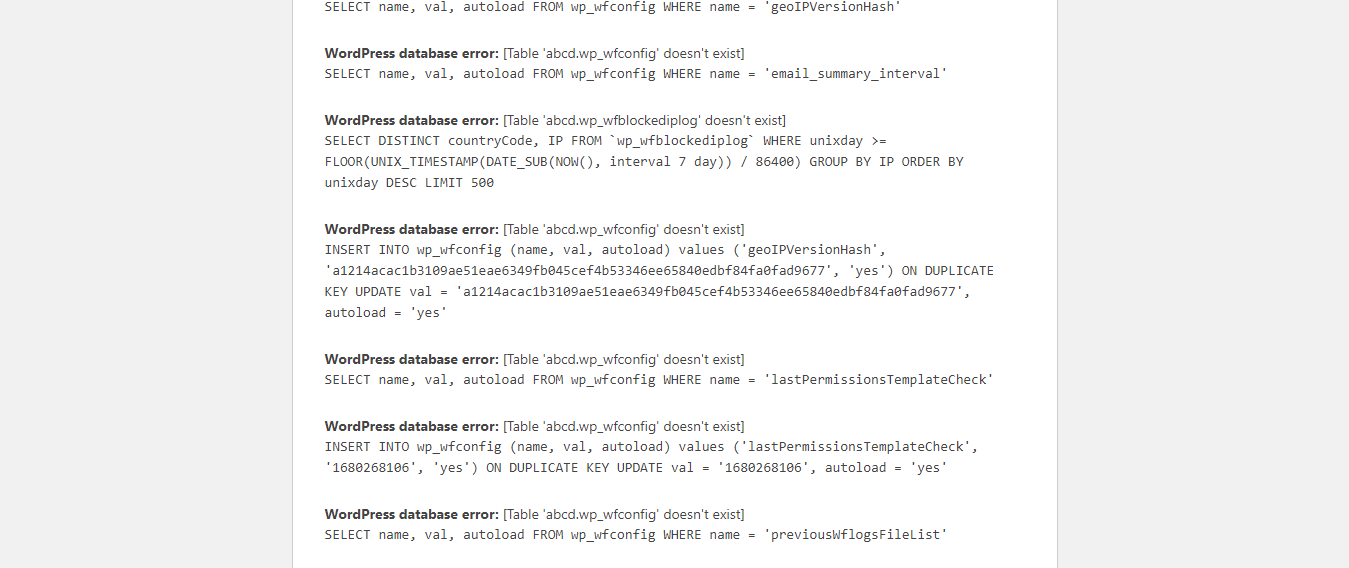 SELECT name, val, autoload FROM wp_wfconfig WHERE name = 'geoIPVersionHash'
WordPress database error: [Table 'abcd.wp_wfconfig' doesn't exist]
SELECT name, val, autoload FROM wp_wfconfig WHERE name = 'email_summary_interval'
WordPress database error: [Table 'abcd.wp_wfblockediplog' doesn't exist]
SELECT DISTINCT countryCode, IP FROM `wp_wfblockediplog` WHERE unixday >=
FLOOR(UNIX_TIMESTAMP(DATE_SUB(NOW(), interval 7 day)) / 86400) GROUP BY IP ORDER BY
unixday DESC LIMIT 500
WordPress database error: [Table 'abcd.wp_wfconfig' doesn't exist]
INSERT INTO wp_wfconfig (name, val, autoload) values ('geoIPVersionHash',
'a1214acac1b3109ae51eae6349fb045cef4b53346ee65840edbf84fa0fad9677', 'yes') ON DUPLICATE
KEY UPDATE val = 'a1214acac1b3109ae51eae6349fb045cef4b53346ee65840edbf84fa0fad9677',
autoload = 'yes'
WordPress database error: [Table 'abcd.wp_wfconfig' doesn't exist]
SELECT name, val, autoload FROM wp_wfconfig WHERE name = 'lastPermissionsTemplateCheck'
WordPress database error: [Table 'abcd.wp_wfconfig' doesn't exist]
INSERT INTO wp_wfconfig (name, val, autoload) values ('lastPermissionsTemplateCheck',
'1680268106', 'yes') ON DUPLICATE KEY UPDATE val = '1680268106', autoload = 'yes'
WordPress database error: [Table 'abcd.wp_wfconfig' doesn't exist]
SELECT name, val, autoload FROM wp_wfconfig WHERE name = 'previousWflogsFileList'